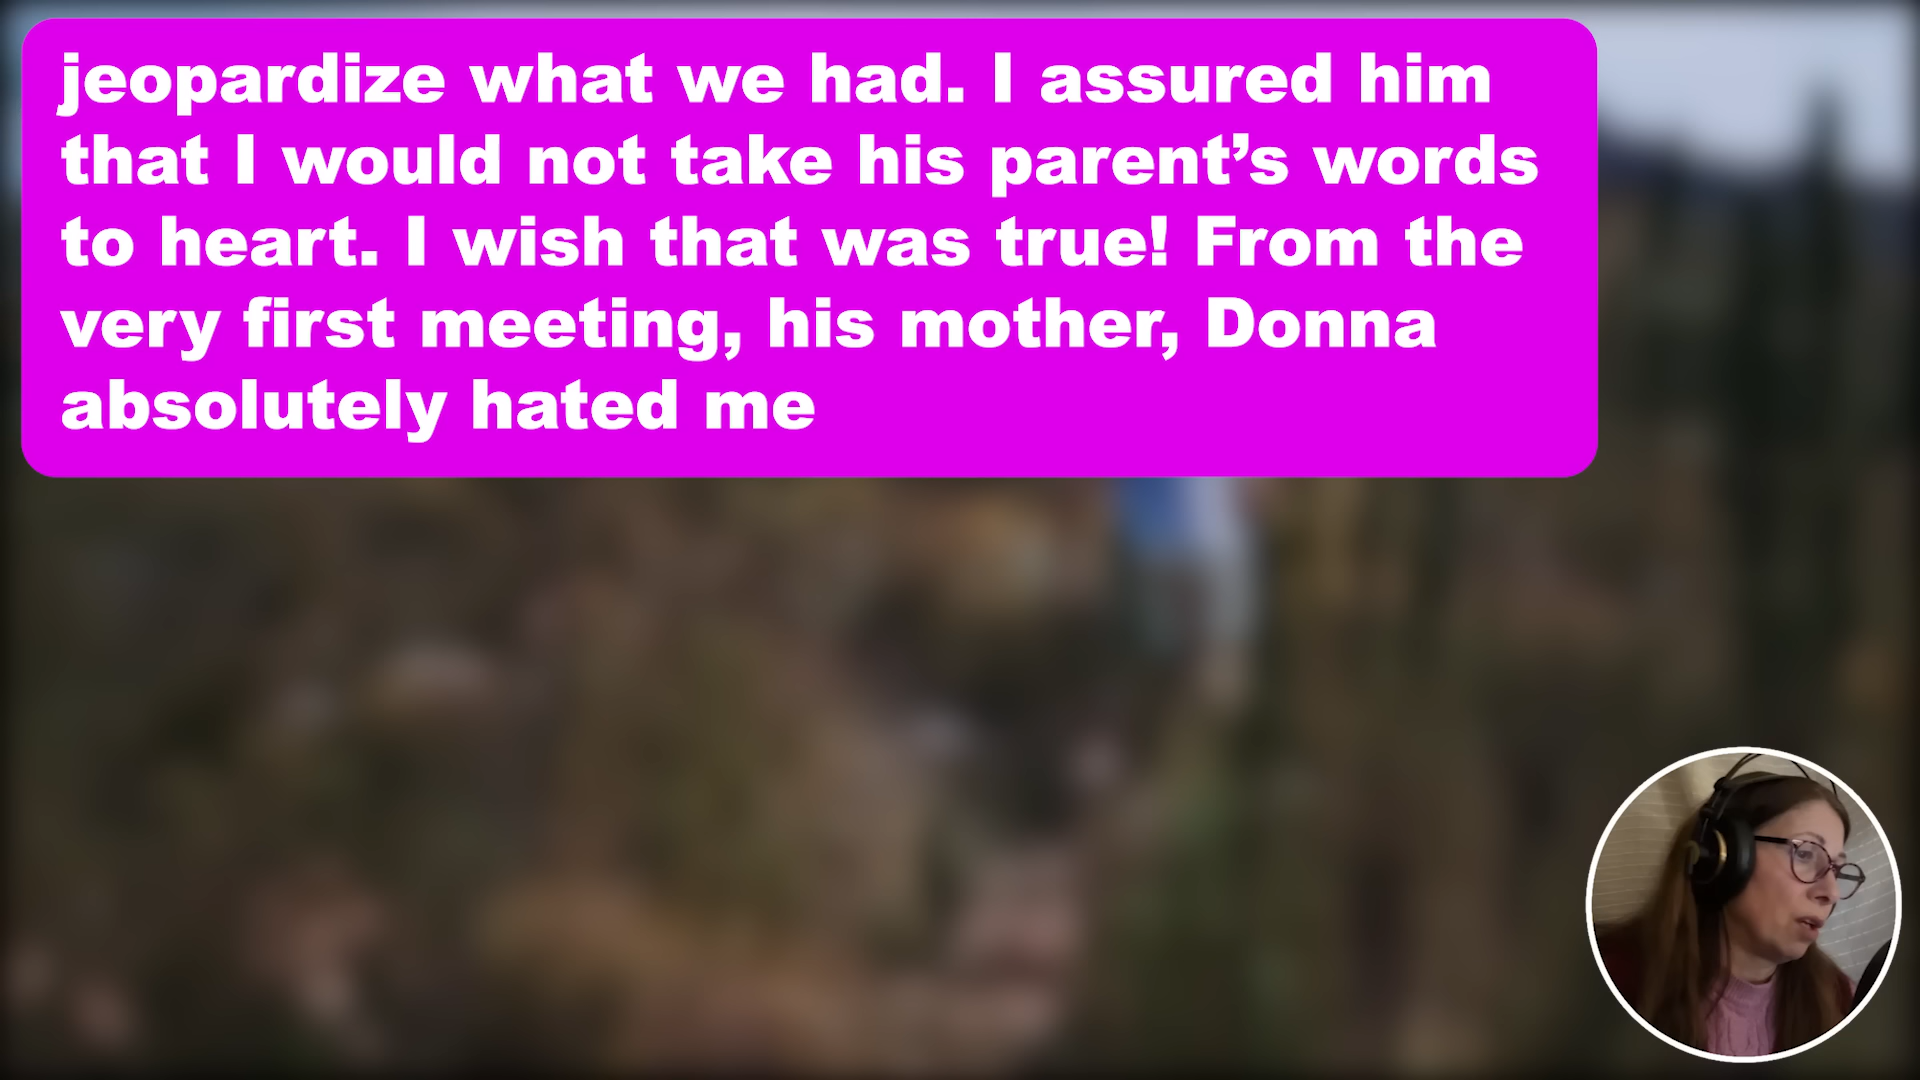 jeopardize what we had. I assured him
that I would not take his parent’s words
to heart. I wish that was true! From the
very first meeting, his mother, Donna
absolutely hated me